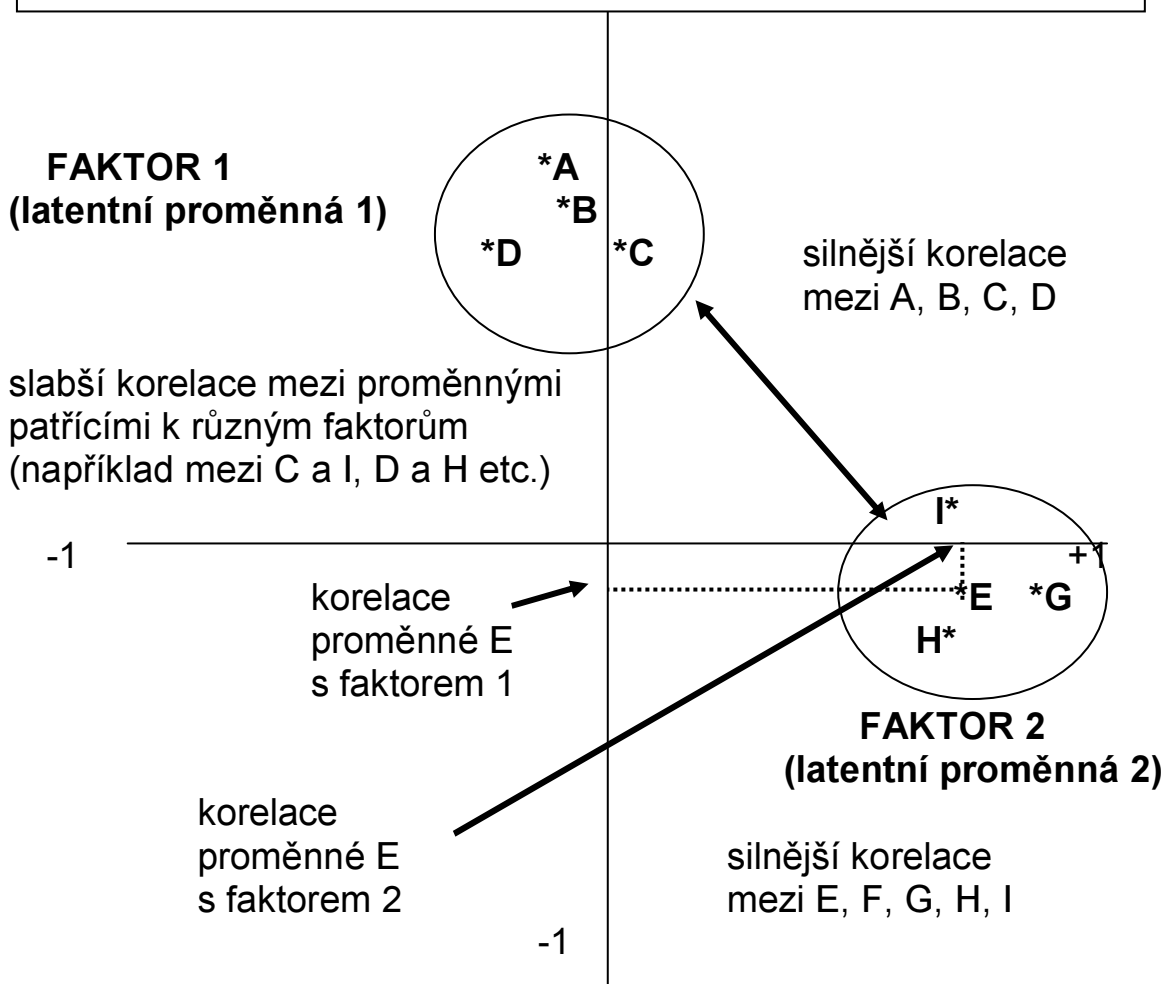 FAKTOR 1
(latentní proměnná 1)
*A
*B
*D
*C
silnější korelace
mezi A, B, C, D
slabší korelace mezi proměnnými
patřícími k různým faktorům
(například mezi C a I, D a H etc.)
I*
-1
+1
korelace
proměnné E
s faktorem 1
*E
*G
H*
FAKTOR 2
(latentní proměnná 2)
korelace
proměnné E
s faktorem 2
silnější korelace
mezi E, F, G, H, I
-1